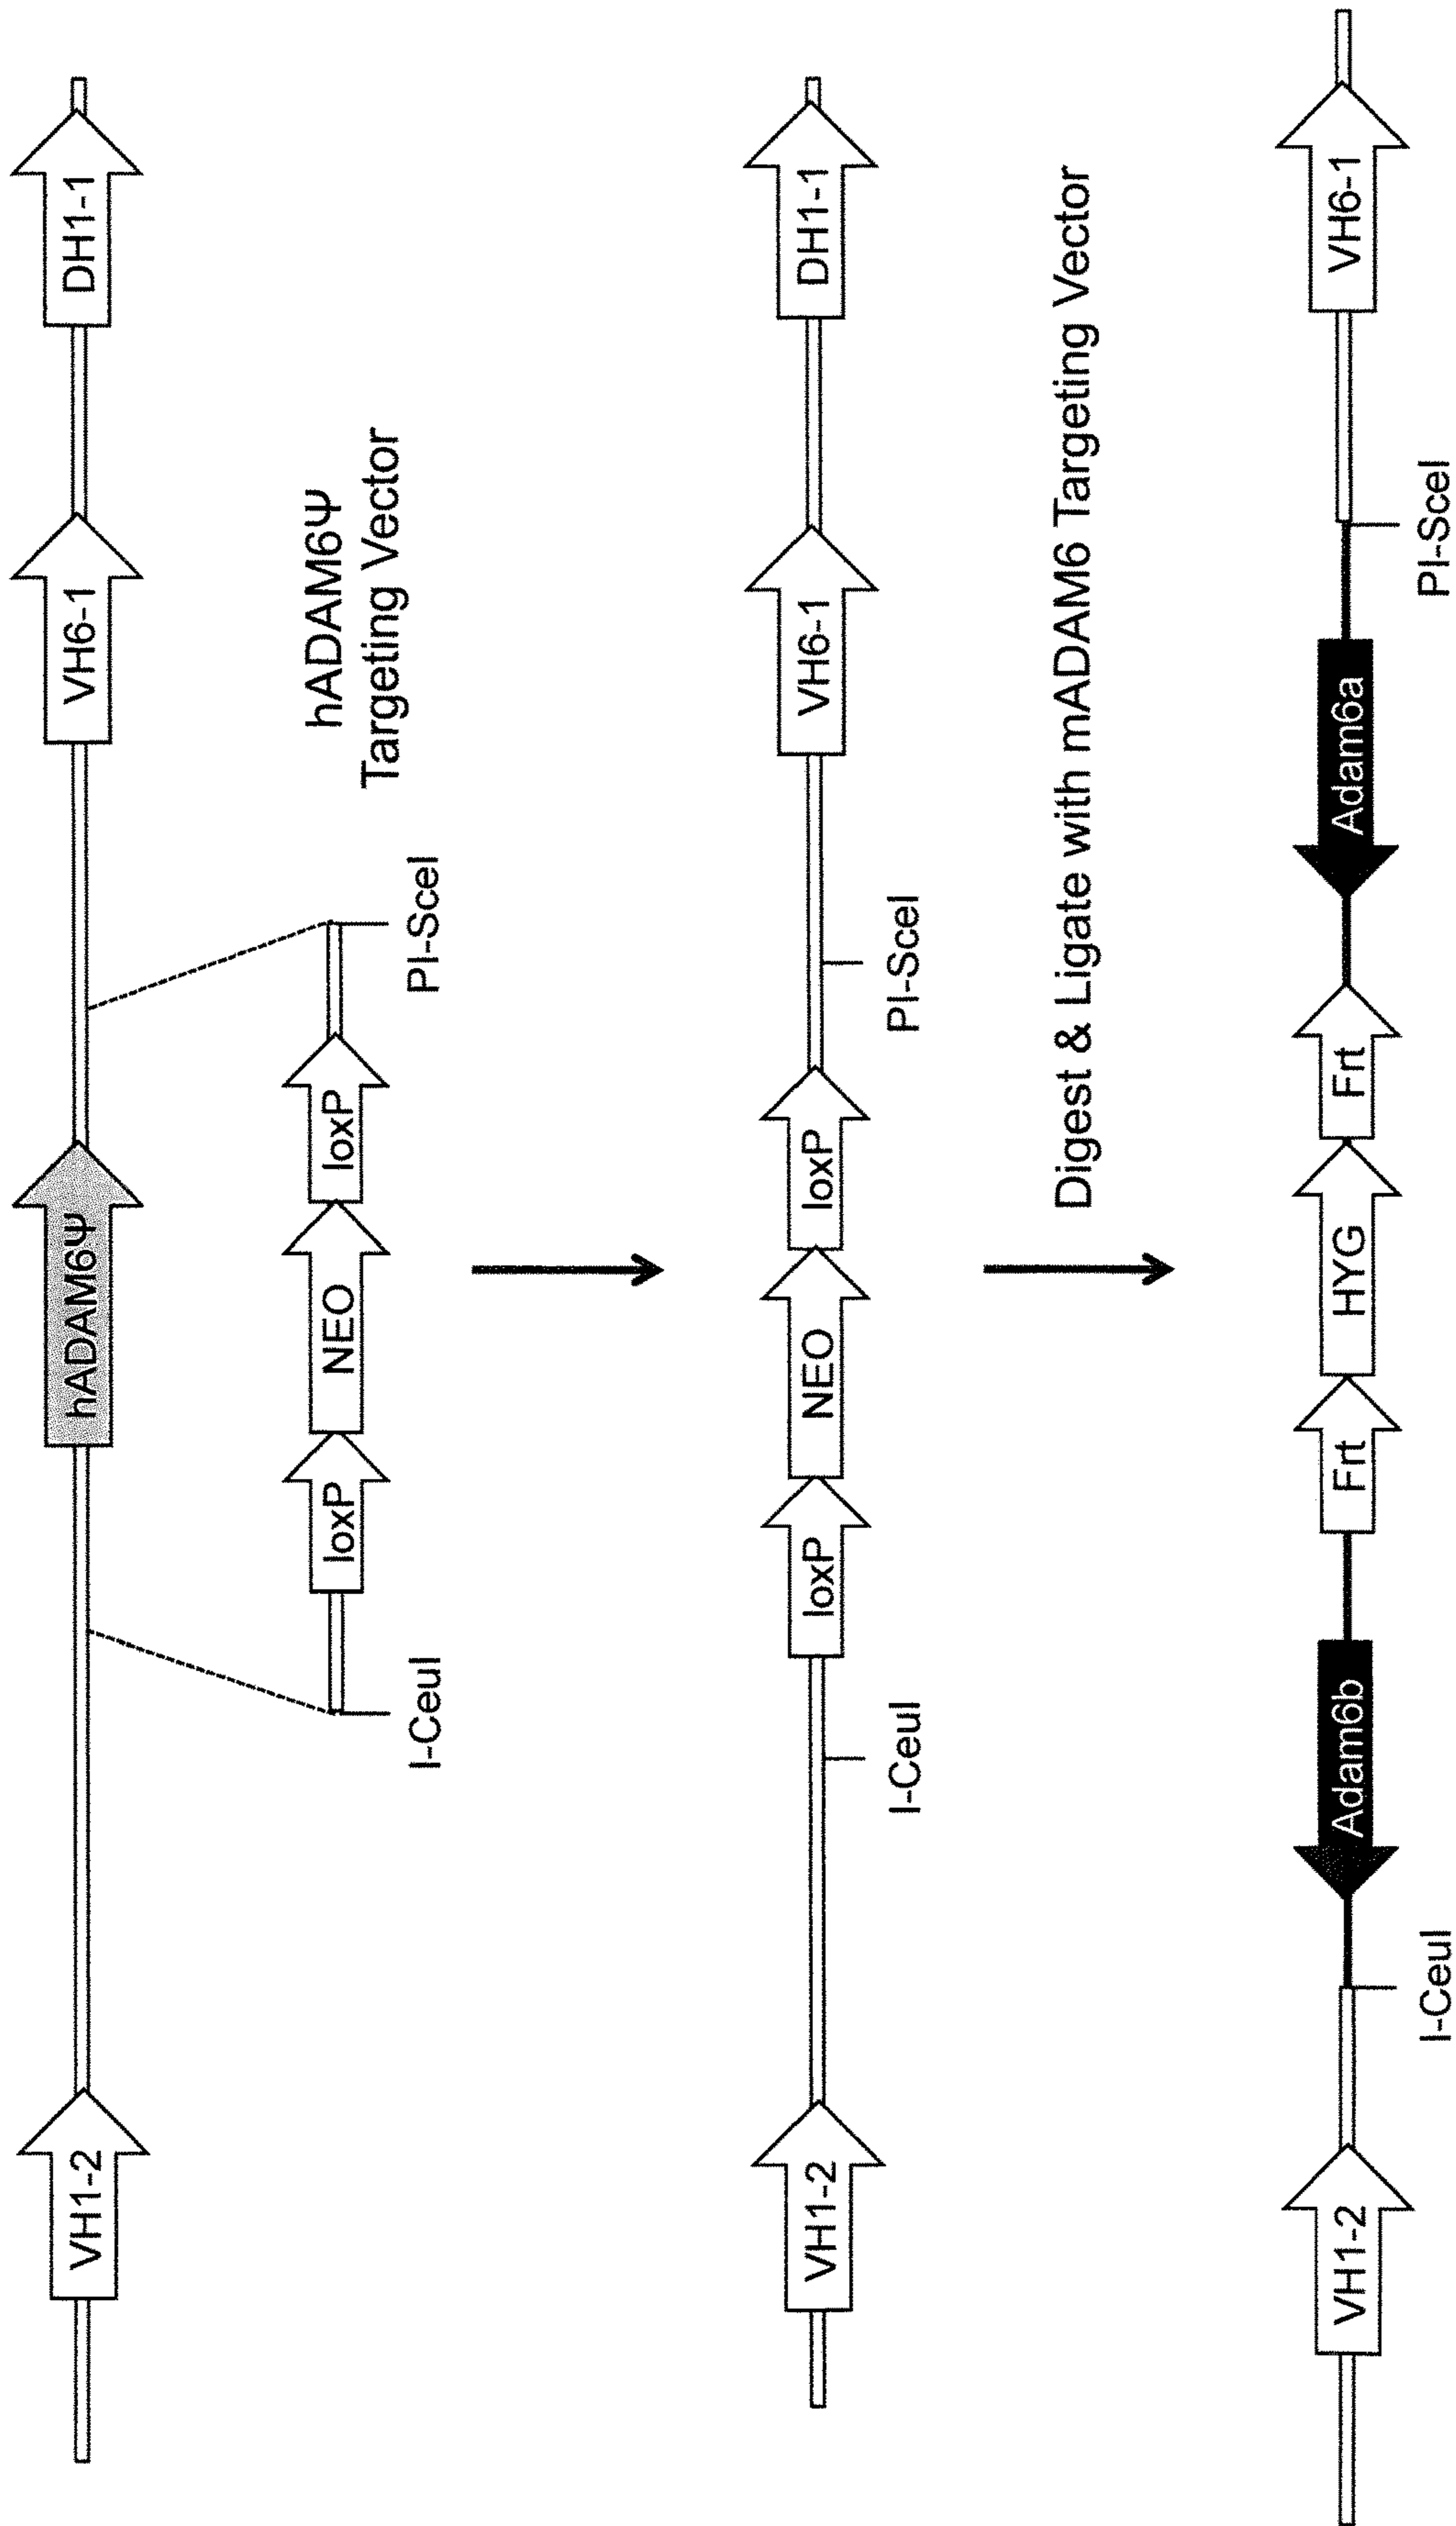 VH1-2
hADAM6Ψ
VH6-1
DH1-1
hADAM6Ψ
Targeting Vector
loxP
NEO
loxP
I-CeuI
PI-SceI
VH1-2
loxP
NEO
loxP
VH6-1
DH1-1
I-CeuI
PI-SceI
Digest & Ligate with mADAM6 Targeting Vector
VH1-2
Adam6b
Frt
HYG
Frt
Adam6a
VH6-1
I-CeuI
PI-SceI